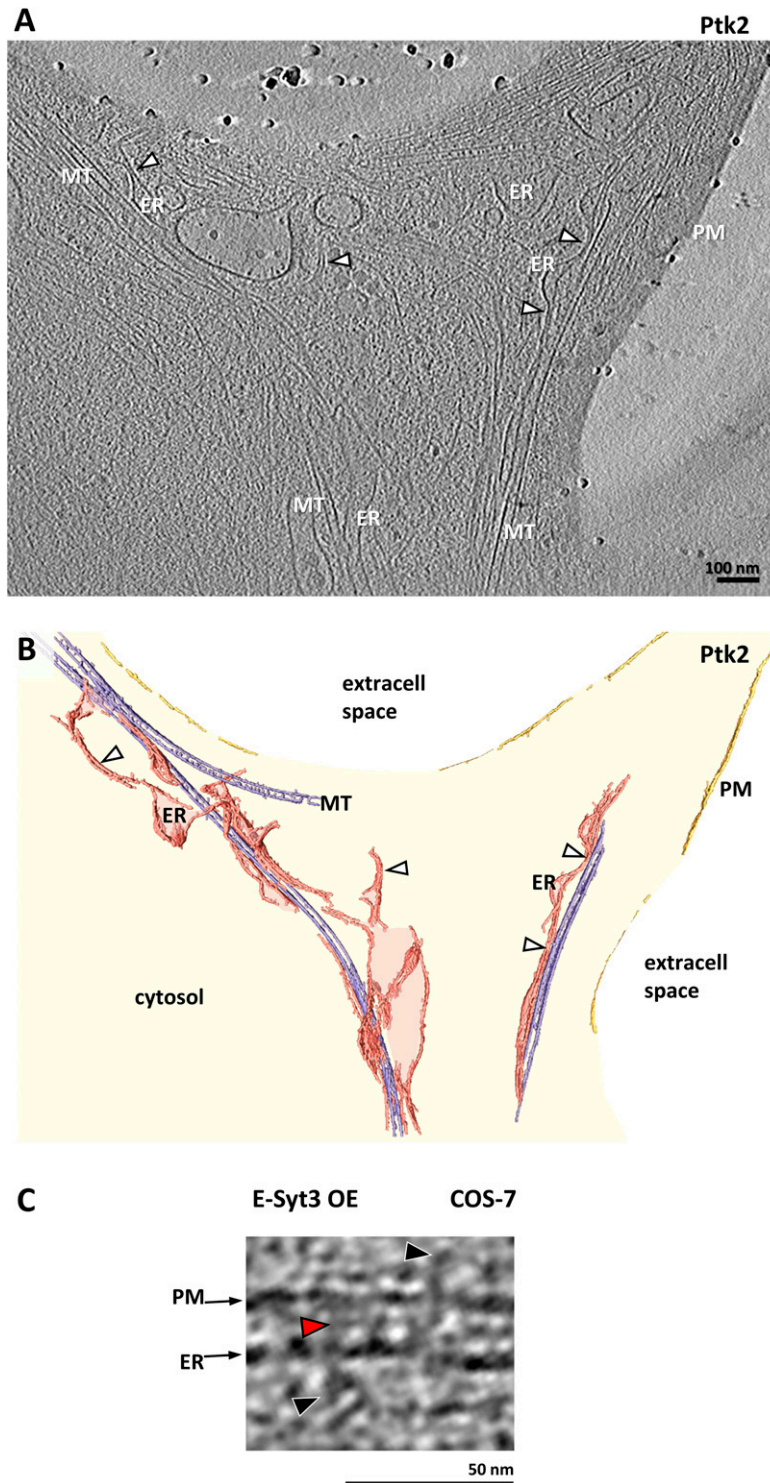 A
Ptk2
MT
ER
ER
PM
ER
MT
ER
MT
100 nm
B
Ptk2
extracell
space
MT
PM
ER
ER
extracell
space
cytosol
C
E-Syt3 OE COS-7
PM
ER
50 nm